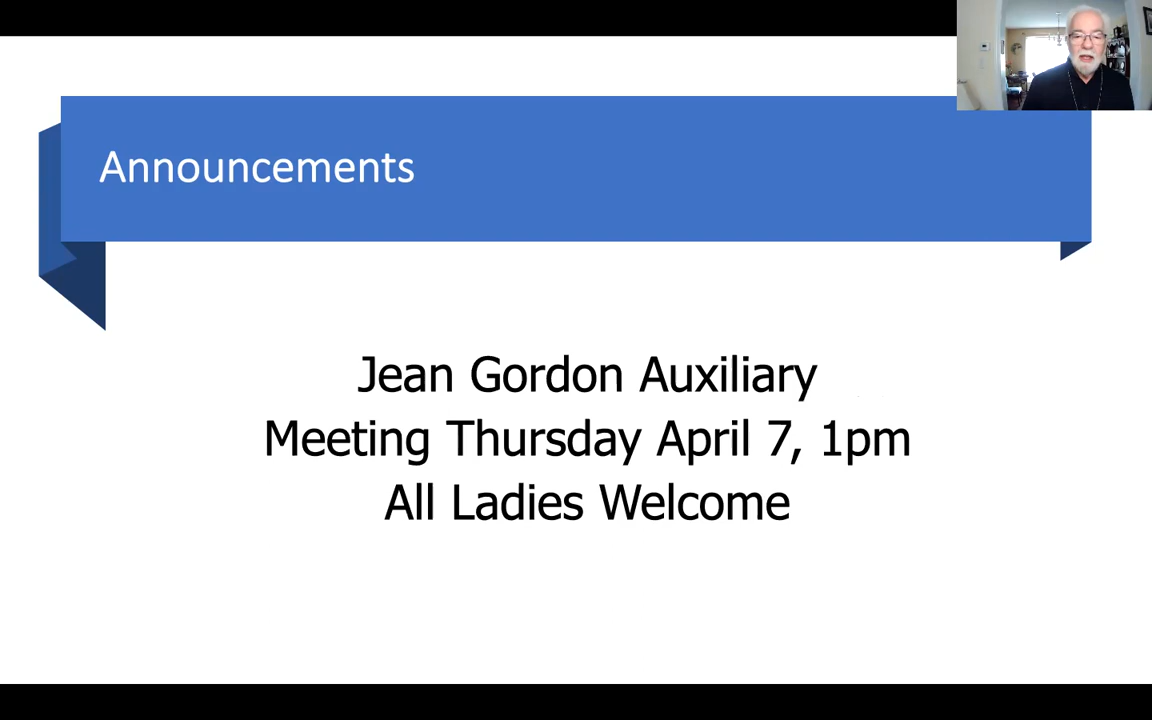 Announcements
Jean Gordon Auxiliary
Meeting Thursday April 7, 1pm
All Ladies Welcome